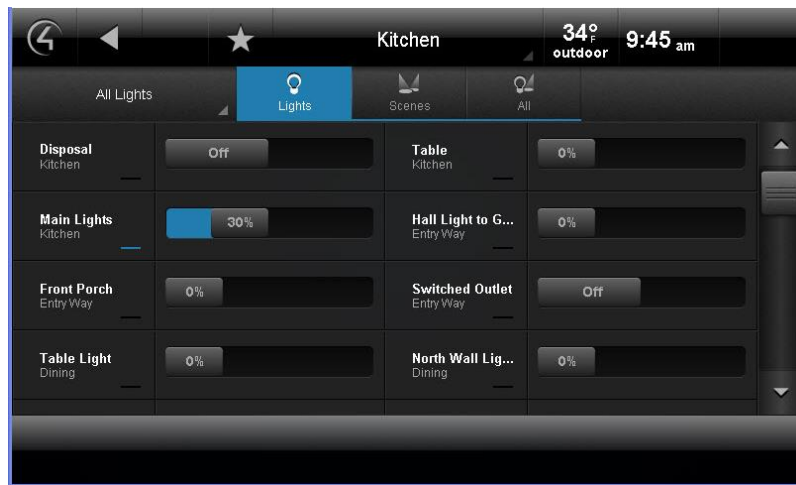 4
Kitchen
34°F
outdoor
9:45 am
All Lights
Lights
Scenes
All
Disposal
Kitchen
Off
Table
Kitchen
0%
Main Lights
Kitchen
30%
Hall Light to G...
Entry Way
0%
Front Porch
Entry Way
0%
Switched Outlet
Entry Way
Off
Table Light
Dining
0%
North Wall Lig...
Dining
0%